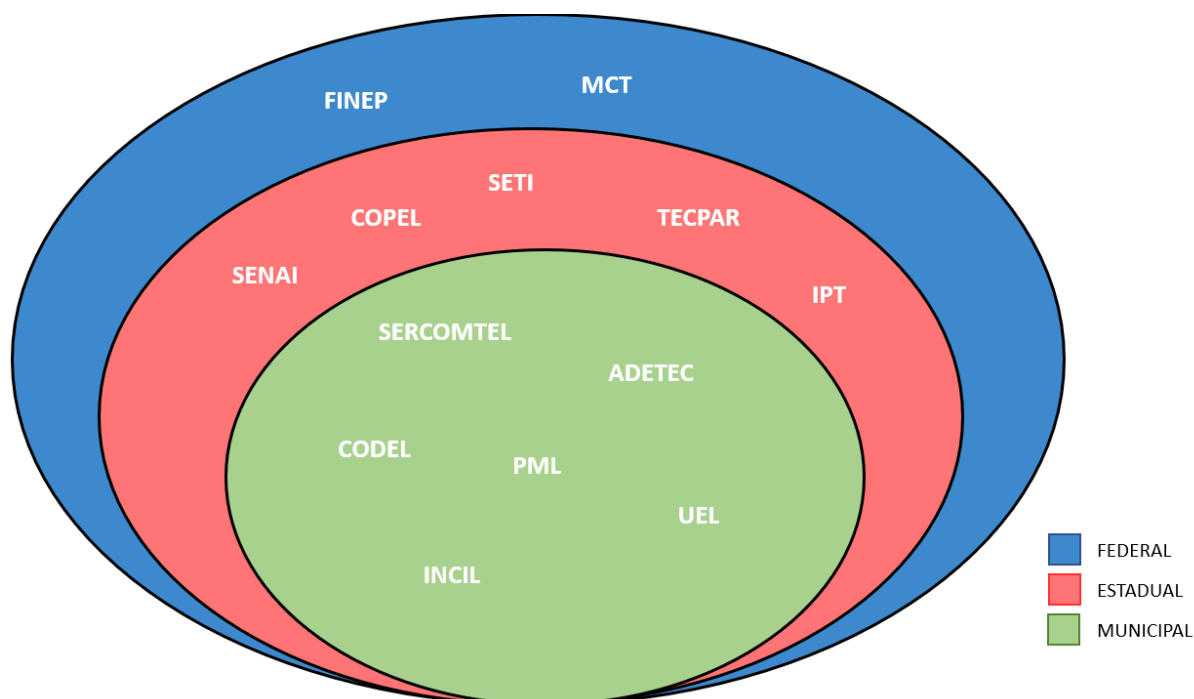 MCT
FINEP
SETI
COPEL
TECPAR
SENAI
IPT
SERCOMTEL
ADETEC
CODEL
PML
UEL
INCIL
FEDERAL
ESTADUAL
MUNICIPAL